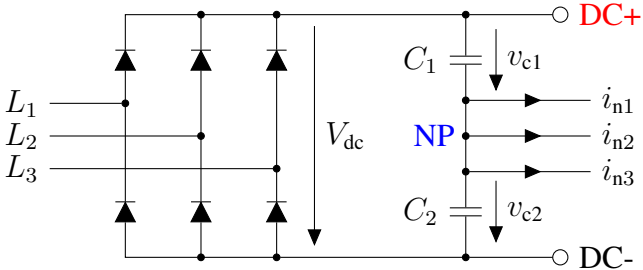 DC+
C1 vc1
L1 in1
L2 Vdc NP in2
L3 in3
C2 vc2
DC-